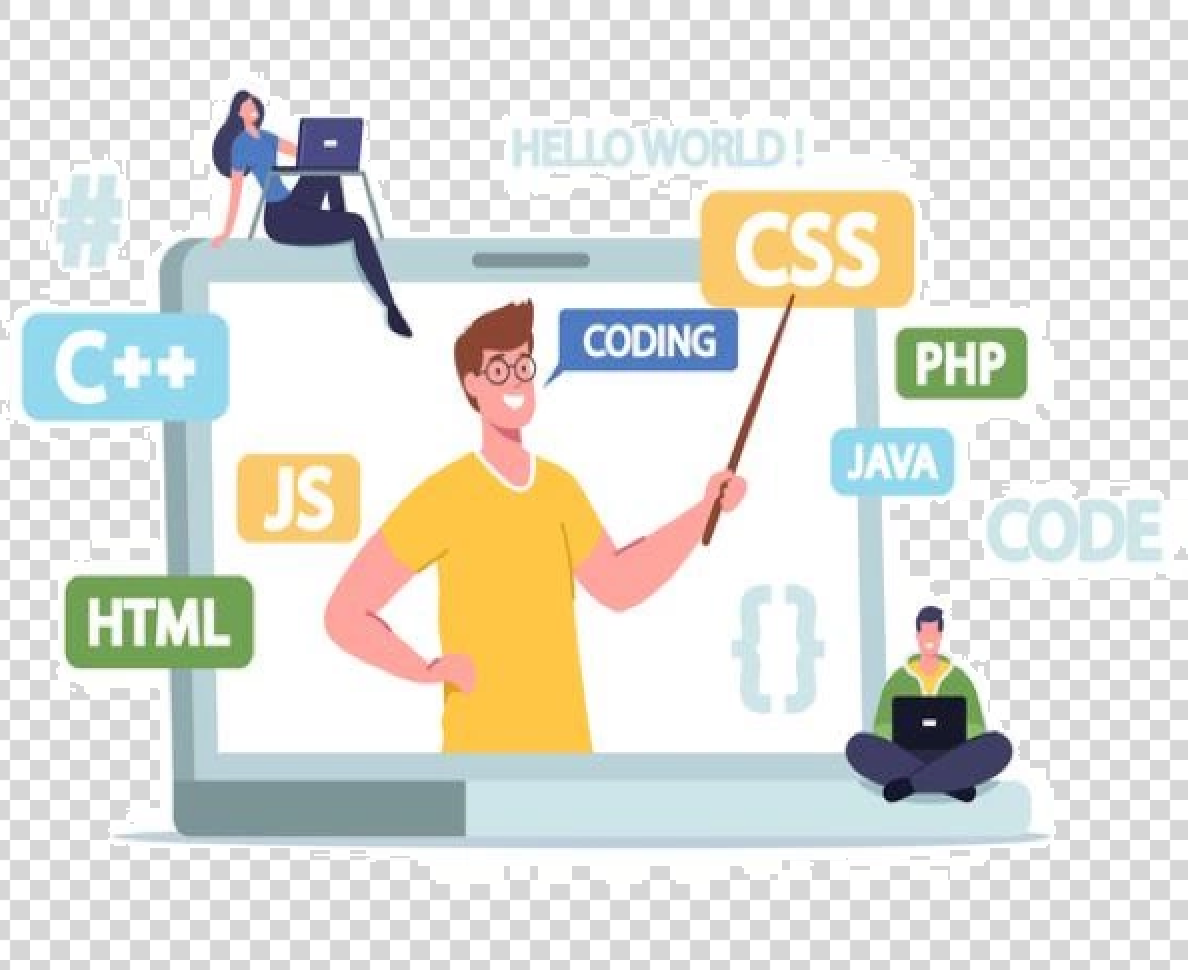 HELLO WORLD !
#
CSS
C++
CODING
PHP
JAVA
JS
CODE
HTML
{}